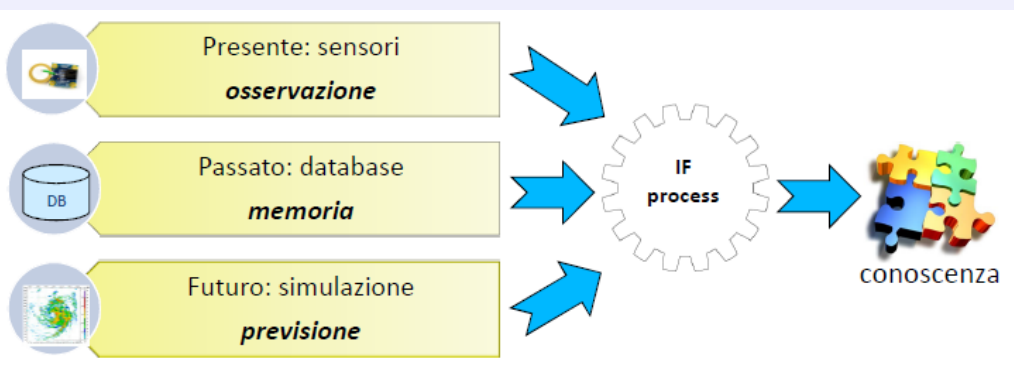 Presente: sensori
osservazione
DB
Passato: database
memoria
Futuro: simulazione
previsione
IF
process
conoscenza